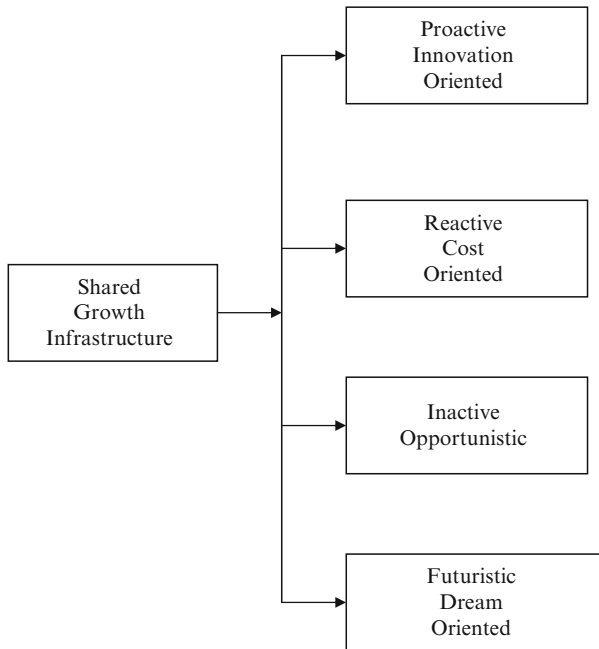 Proactive
Innovation
Oriented
Reactive
Cost
Oriented
Shared
Growth
Infrastructure
Inactive
Opportunistic
Futuristic
Dream
Oriented